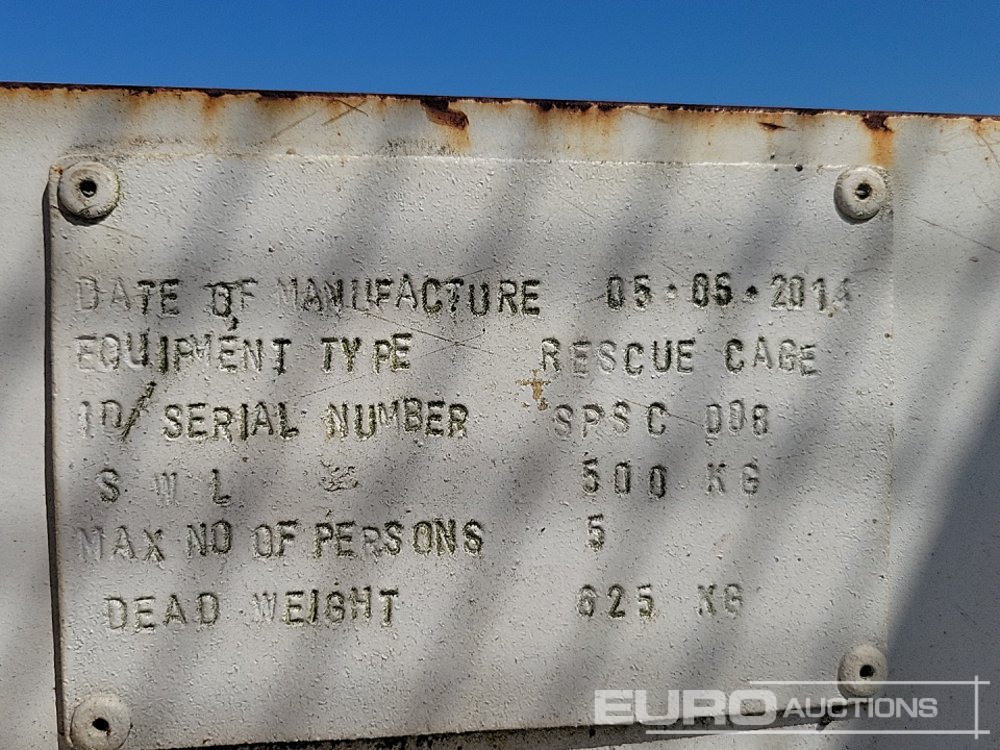 DATE OF MANUFACTURE 05·06·2014
EQUIPMENT TYPE RESCUE CAGE
ID/ SERIAL NUMBER SPSC 008
S W L 500 KG
MAX NO OF PERSONS 5
DEAD WEIGHT 625 KG
EURO AUCTIONS